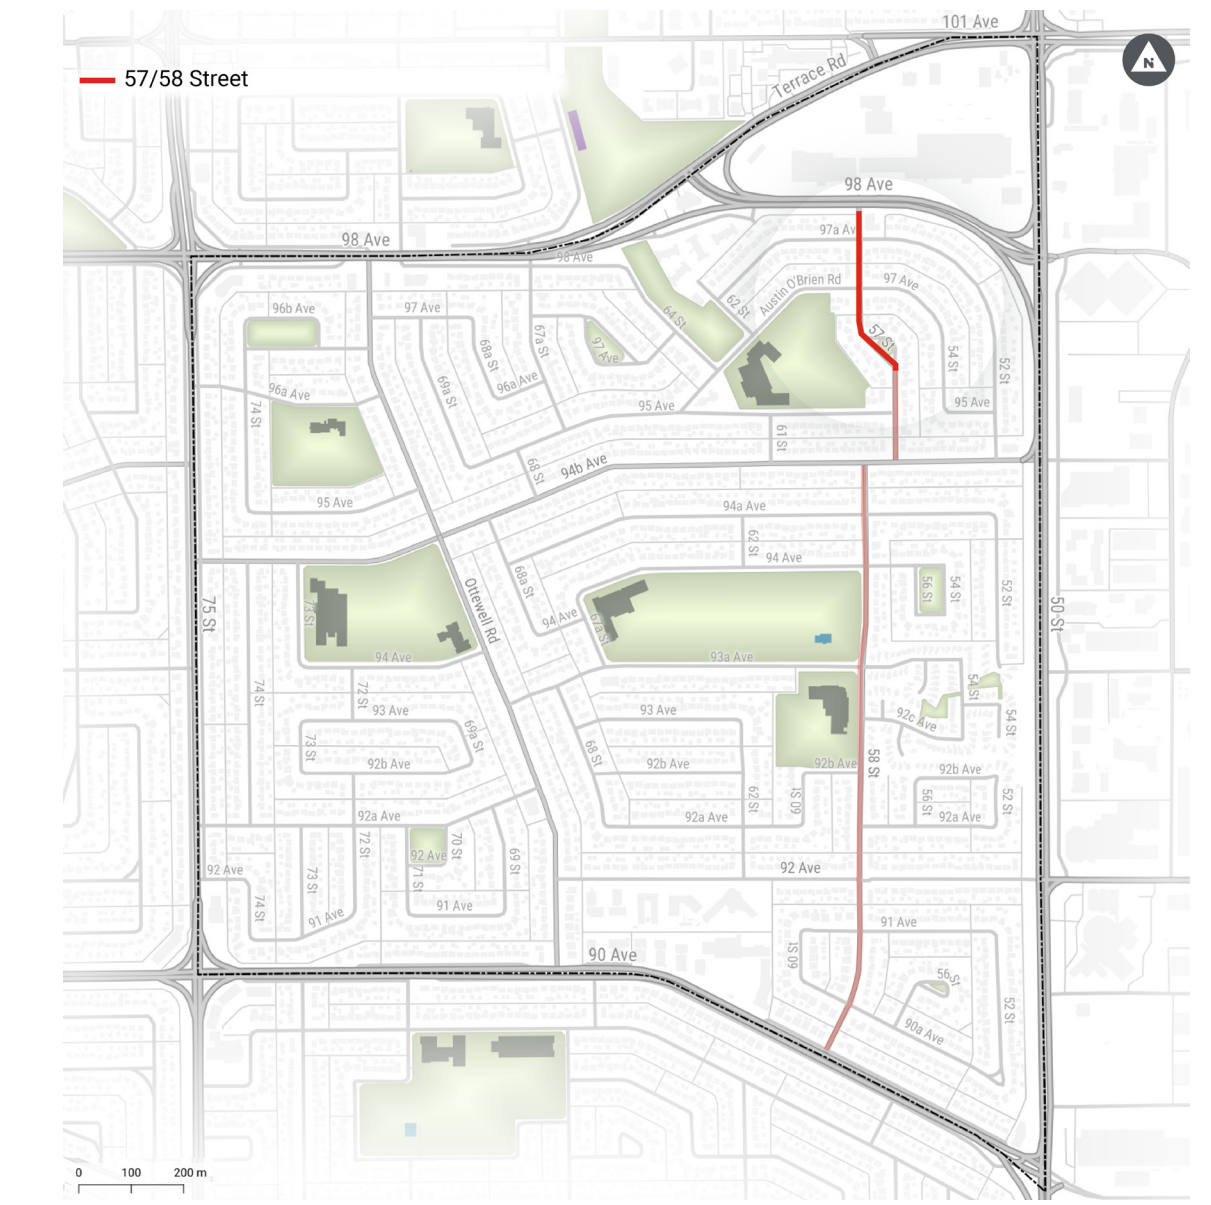 101 Ave
N
57/58 Street
Terrace Rd
98 Ave
97a Av
98 Ave
98 Ave
Austin O'Brien Rd
97 Ave
62 St
96b Ave
97 Ave
64 St
67a St
57 St
68a St
97 Ave
54 St
52 St
96a Ave
69a St
96a Ave
74 St
95 Ave
95 Ave
61 St
94b Ave
68 St
95 Ave
94a Ave
62 St
94 Ave
68a St
56 St
54 St
52 St
73 St
Ottewell Rd
75 St
94 Ave
67a St
50 St
94 Ave
93a Ave
74 St
72 St
54 St
93 Ave
93 Ave
92c Ave
54 St
69a St
73 St
68 St
92b Ave
92b Ave
92b Ave
58 St
92b Ave
62 St
60 St
56 St
52 St
92a Ave
92a Ave
92a Ave
72 St
70 St
92 Ave
69 St
92 Ave
92 Ave
73 St
71 St
74 St
91 Ave
91 Ave
91 Ave
90 Ave
60 St
56 St
52 St
90a Ave
0 100 200 m